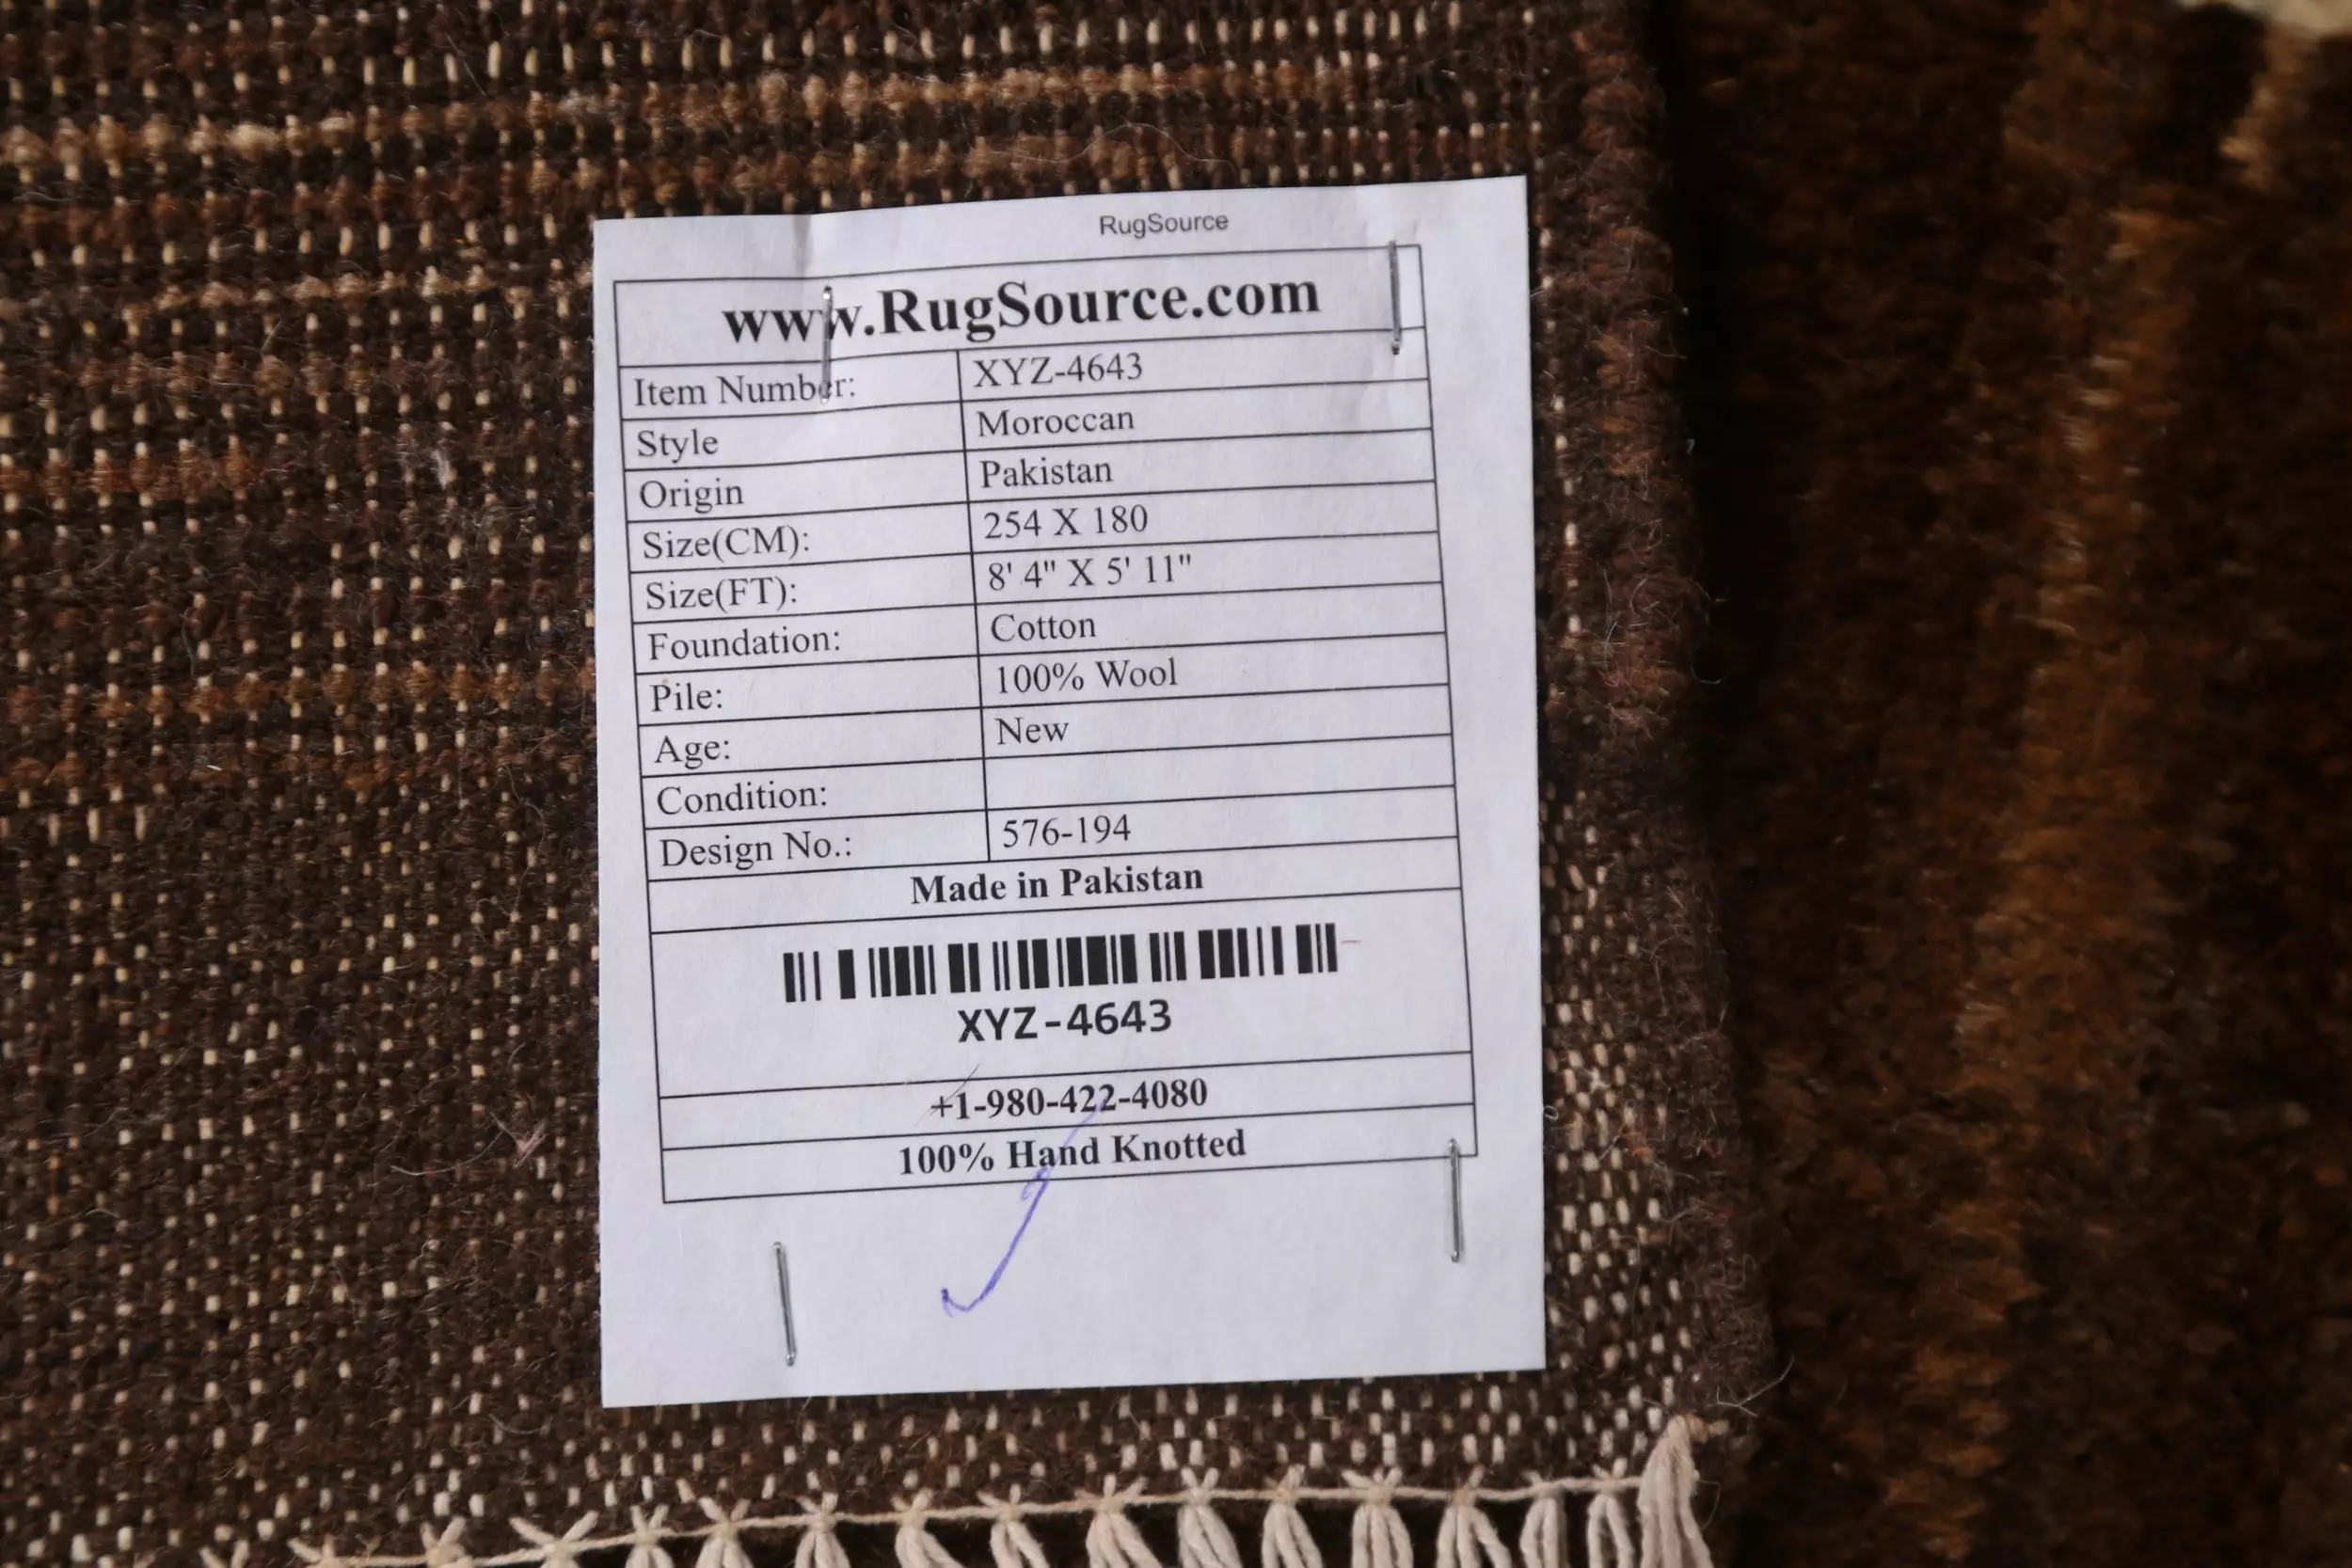 RugSource
www.RugSource.com
Item Number: XYZ-4643
Style Moroccan
Origin Pakistan
Size(CM): 254 X 180
Size(FT): 8' 4" X 5' 11"
Foundation: Cotton
Pile: 100% Wool
Age: New
Condition:
Design No.: 576-194
Made in Pakistan
XYZ-4643
+1-980-422-4080
100% Hand Knotted